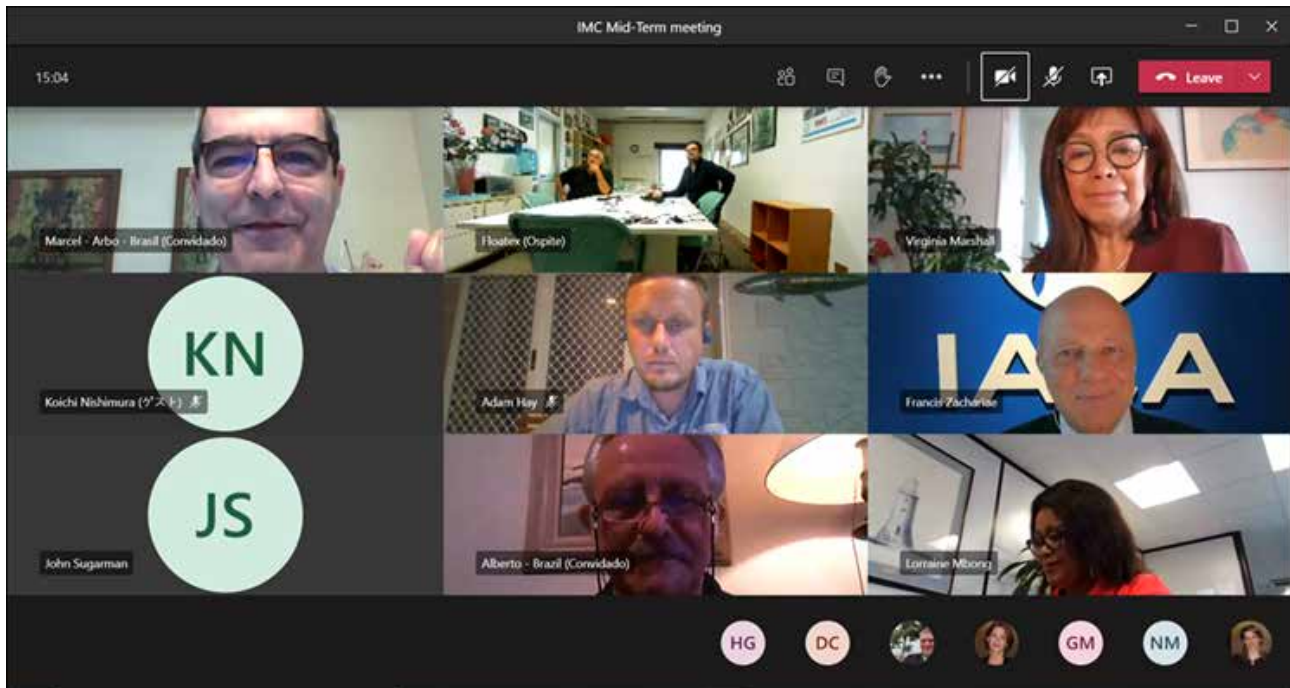 IMC Mid-Term meeting
15:04
Leave
Marcel - Arbo - Brasil (Convidado)
Floatex (Ospite)
Virginia Marshall
KN
Koichi Nishimura (ゲスト)
Adam Hay
IA A
Francis Zachariae
JS
John Sugarman
Alberto - Brazil (Convidado)
Lorraine Mbong
HG
DC
GM
NM